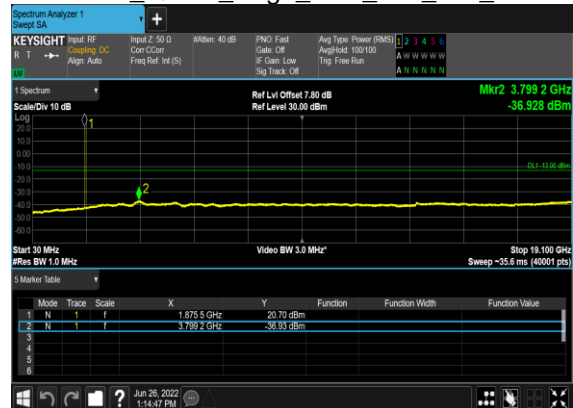 Spectrum Analyzer 1
Swept SA
+
KEYSIGHT Input: RF Input Z: 50 Ω #Atten: 40 dB PNO: Fast Avg Type: Power (RMS) 1 2 3 4 5 6
R T Coupling: DC Corr CCorr Gate: Off Avg|Hold: 100/100 A W W W W W
Align: Auto Freq Ref: Int (S) IF Gain: Low Trig: Free Run
Sig Track: Off A N N N N N
1 Spectrum Ref Lvl Offset 7.80 dB Mkr2 3.799 2 GHz
Scale/Div 10 dB Ref Level 30.00 dBm -36.928 dBm
Log
20.0
10.0
0.00
-10.0
-20.0
-30.0
-40.0
-50.0
-60.0
1
2
DL1 -13.00 dBm
Start 30 MHz Video BW 3.0 MHz* Stop 19.100 GHz
#Res BW 1.0 MHz Sweep ~35.6 ms (40001 pts)
5 Marker Table
Mode Trace Scale X Y Function Function Width Function Value
1 N 1 f 1.875 5 GHz 20.70 dBm
2 N 1 f 3.799 2 GHz -36.93 dBm
3
4
5
6
? Jun 26, 2022
1:14:47 PM